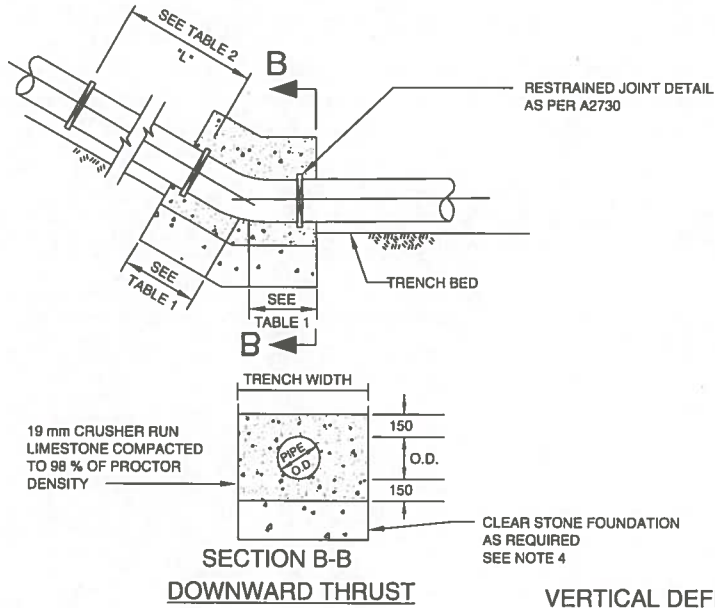 SEE TABLE 2
"L"
B
RESTRAINED JOINT DETAIL
AS PER A2730
SEE
TABLE 1
SEE
TABLE 1
TRENCH BED
B
TRENCH WIDTH
19 mm CRUSHER RUN
LIMESTONE COMPACTED
TO 98 % OF PROCTOR
DENSITY
PIPE
O.D.
150
O.D.
150
CLEAR STONE FOUNDATION
AS REQUIRED
SEE NOTE 4
SECTION B-B
DOWNWARD THRUST
VERTICAL DEF